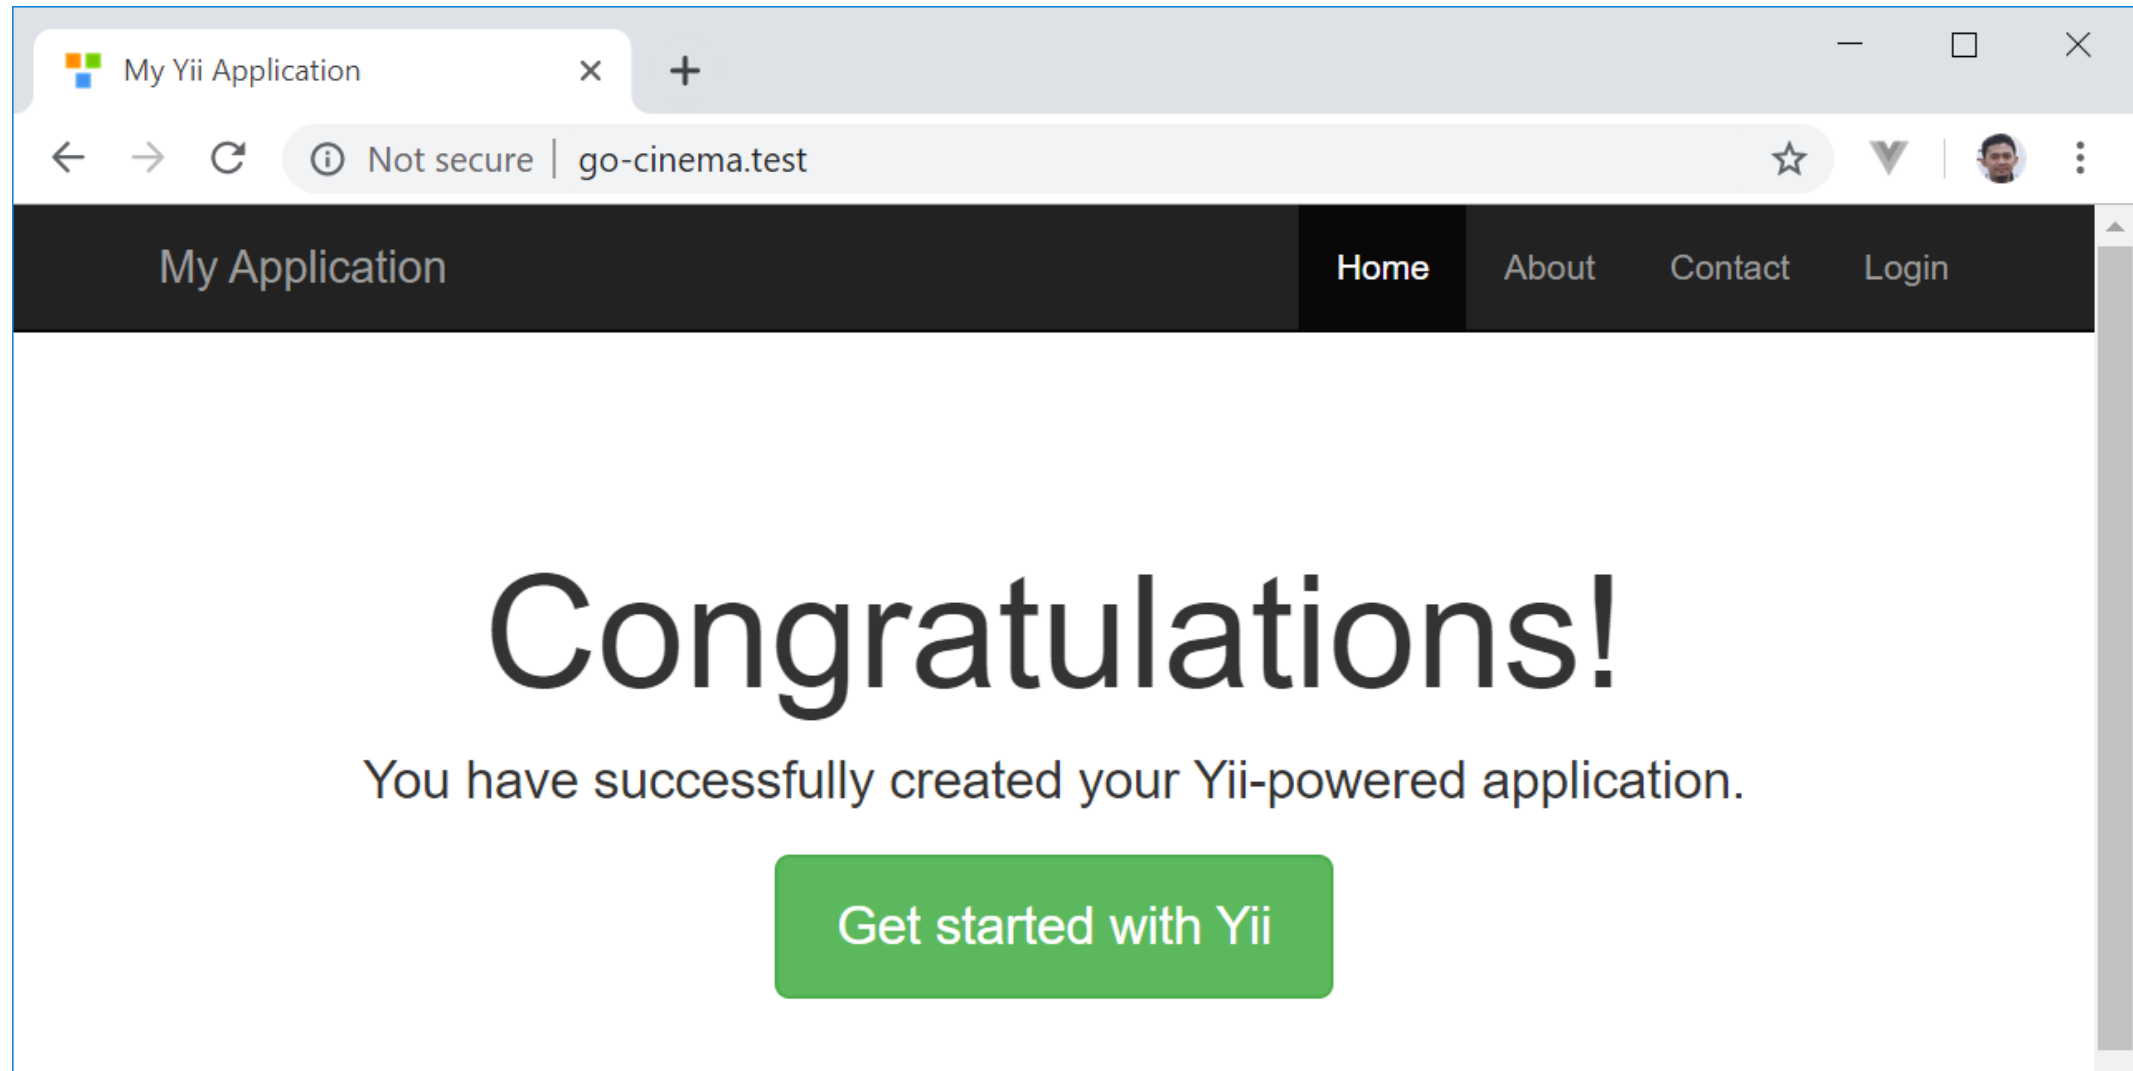 My Yii Application
Not secure | go-cinema.test
My Application Home About Contact Login
Congratulations!
You have successfully created your Yii-powered application.
Get started with Yii